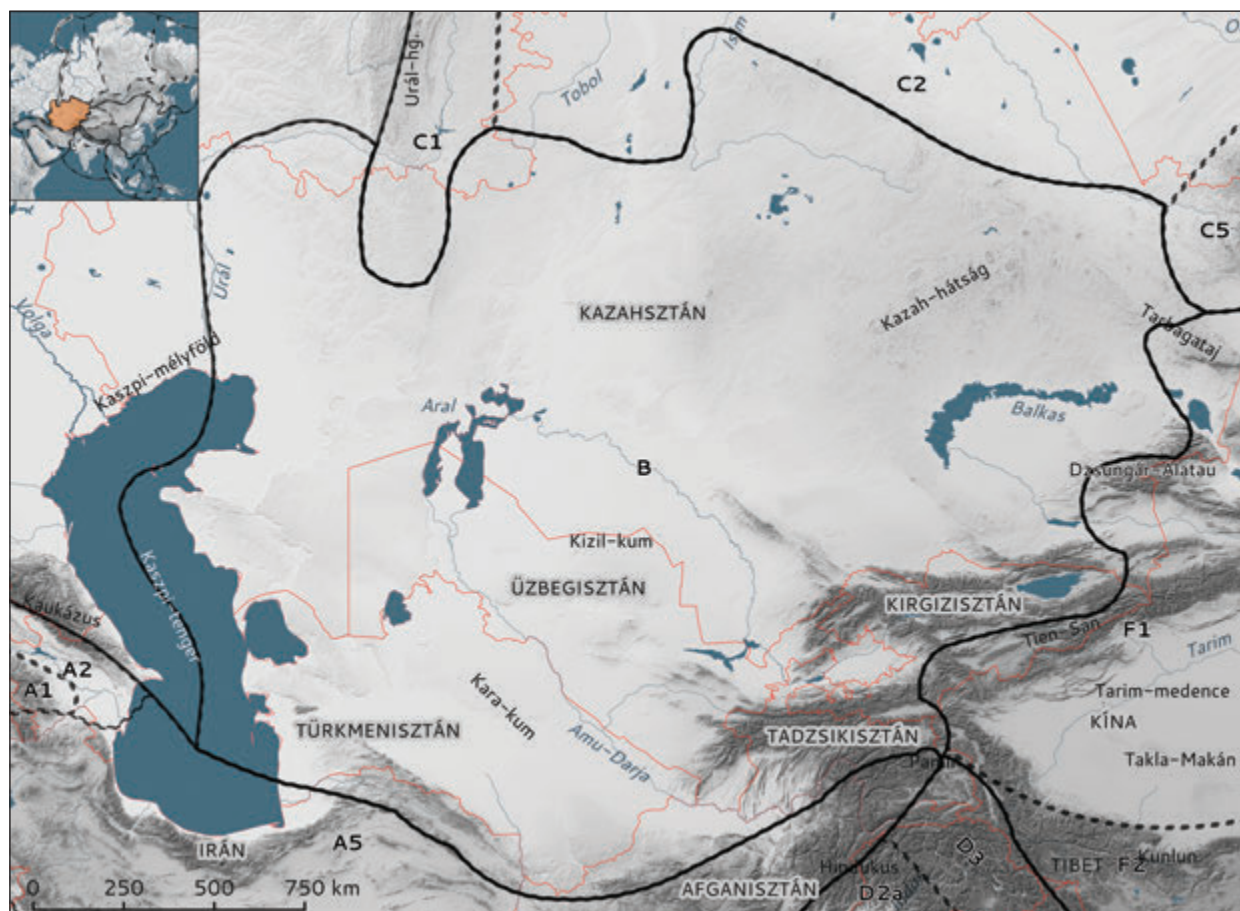 Urál-hg.
Isim
O
Tobol
C2
C1
C5
Urál
Volga
KAZAHSZTÁN
Kazah-hátság
Tarbagataj
Kaszpi-mélyföld
Aral
Balkas
B
Dzsungár-Alatau
Kizil-kum
Kaszpi-tenger
ÜZBEGISZTÁN
KIRGIZISZTÁN
Kaukázus
Tien-San
F1
Tarim
A2
A1
Kara-kum
Tarim-medence
KÍNA
TÜRKMENISZTÁN
TADZSIKISZTÁN
Amu-Darja
Pamír
Takla-Makán
A5
IRÁN
D3
Hindukus
TIBET F2
Kunlun
0 250 500 750 km
AFGANISZTÁN
D2a